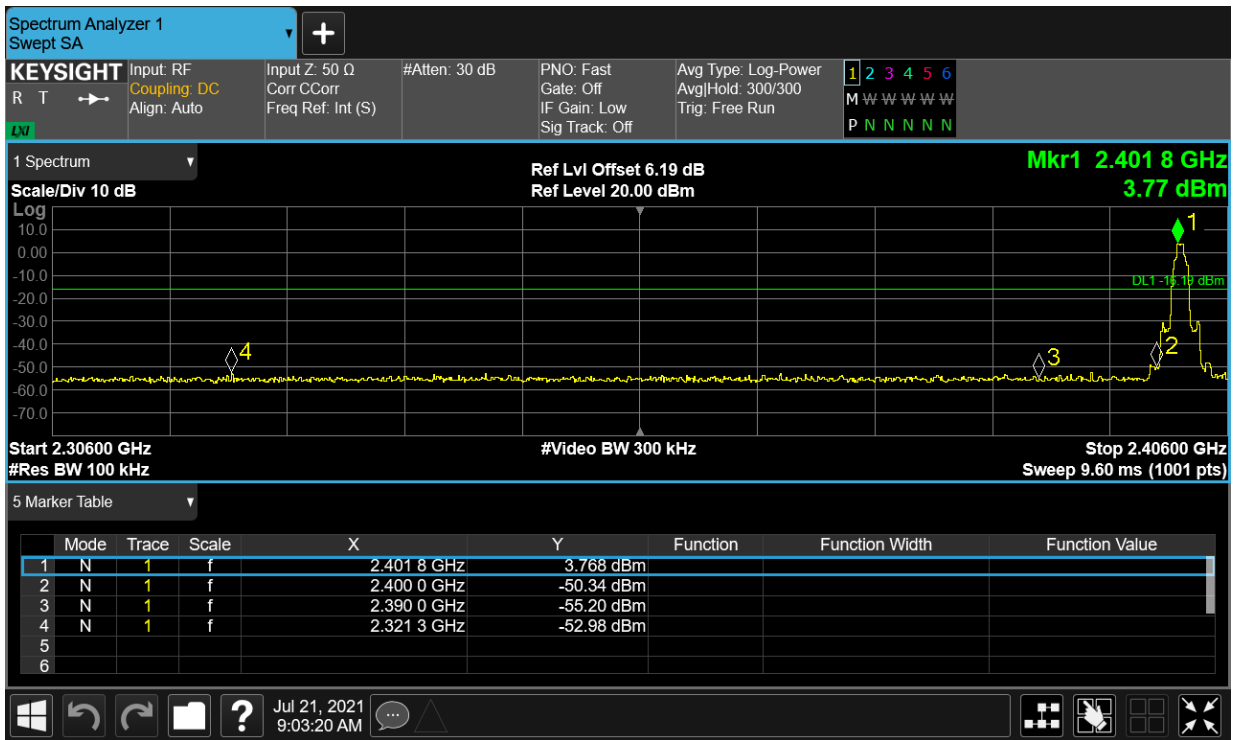 Spectrum Analyzer 1
Swept SA
+
KEYSIGHT
R T
LXI
Input: RF
Coupling: DC
Align: Auto
Input Z: 50 Ω
Corr CCorr
Freq Ref: Int (S)
#Atten: 30 dB
PNO: Fast
Gate: Off
IF Gain: Low
Sig Track: Off
Avg Type: Log-Power
Avg|Hold: 300/300
Trig: Free Run
1 2 3 4 5 6
M W W W W W
P N N N N N
1 Spectrum
Scale/Div 10 dB
Ref Lvl Offset 6.19 dB
Ref Level 20.00 dBm
Mkr1 2.401 8 GHz
3.77 dBm
Log
10.0
0.00
-10.0
-20.0
-30.0
-40.0
-50.0
-60.0
-70.0
1
DL1 -16.19 dBm
2
3
4
Start 2.30600 GHz
#Video BW 300 kHz
Stop 2.40600 GHz
#Res BW 100 kHz
Sweep 9.60 ms (1001 pts)
5 Marker Table
Mode Trace Scale X Y Function Function Width Function Value
1 N 1 f 2.401 8 GHz 3.768 dBm
2 N 1 f 2.400 0 GHz -50.34 dBm
3 N 1 f 2.390 0 GHz -55.20 dBm
4 N 1 f 2.321 3 GHz -52.98 dBm
5
6
?
Jul 21, 2021
9:03:20 AM